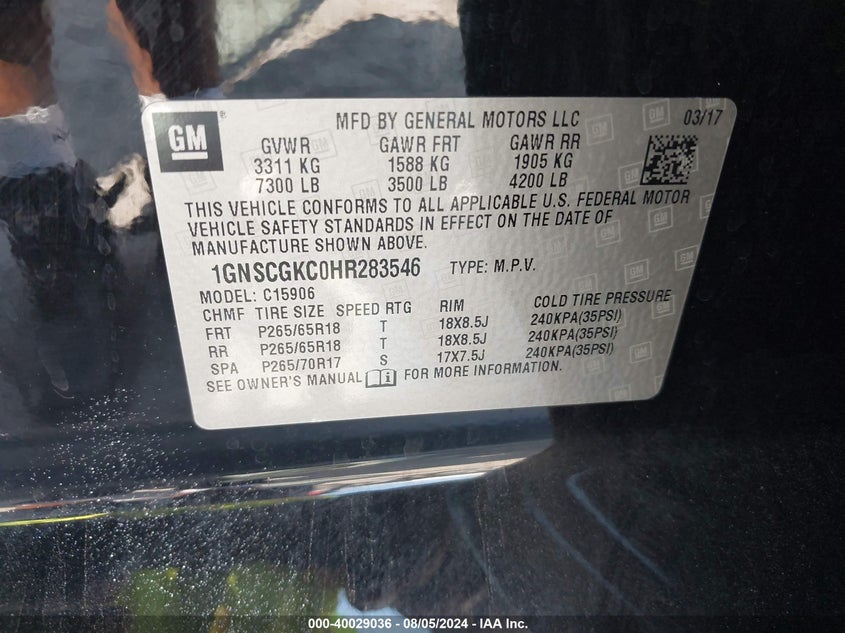 GM ® MFD BY GENERAL MOTORS LLC 03/17
GVWR GAWR FRT GAWR RR
3311 KG 1588 KG 1905 KG
7300 LB 3500 LB 4200 LB
THIS VEHICLE CONFORMS TO ALL APPLICABLE U.S. FEDERAL MOTOR
VEHICLE SAFETY STANDARDS IN EFFECT ON THE DATE OF
MANUFACTURE SHOWN ABOVE.
1GNSCGKC0HR283546 TYPE: M.P.V.
MODEL: C15906
CHMF TIRE SIZE SPEED RTG RIM COLD TIRE PRESSURE
FRT P265/65R18 T 18X8.5J 240KPA(35PSI)
RR P265/65R18 T 18X8.5J 240KPA(35PSI)
SPA P265/70R17 S 17X7.5J 240KPA(35PSI)
SEE OWNER'S MANUAL FOR MORE INFORMATION.
000-40029036 - 08/05/2024 - IAA Inc.